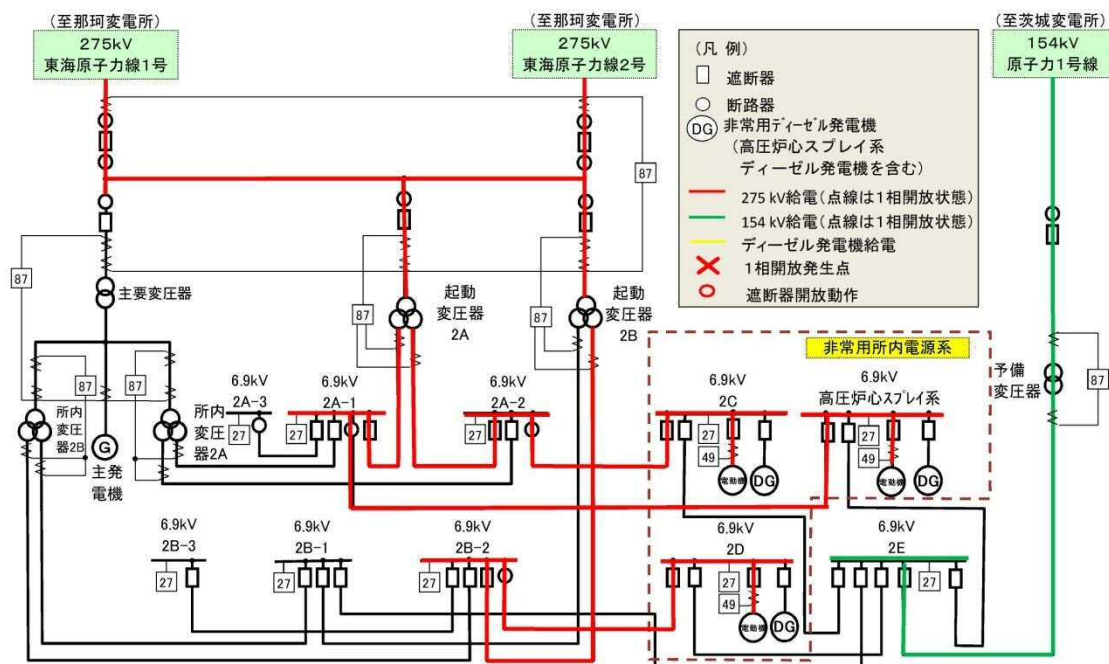 (至那珂変電所)
275kV
東海原子力線1号
(至那珂変電所)
275kV
東海原子力線2号
(至茨城変電所)
154kV
原子力1号線
(凡 例)
遮断器
断路器
DG 非常用ディーゼル発電機
(高圧炉心スプレイ系
ディーゼル発電機を含む)
275 kV給電(点線は1相開放状態)
154 kV給電(点線は1相開放状態)
ディーゼル発電機給電
1相開放発生点
遮断器開放動作
87
87
主要変圧器
87
起動
変圧器
2A
87
起動
変圧器
2B
非常用所内電源系
予備
変圧器
87
87
87
所内
変圧
器2B
G
主発
電機
所内
変圧
器2A
6.9kV
2A-3
27
6.9kV
2A-1
27
6.9kV
2A-2
27
6.9kV
2C
27
49
電動機
DG
6.9kV
高圧炉心スプレイ系
27
49
電動機
DG
6.9kV
2B-3
27
6.9kV
2B-1
27
6.9kV
2B-2
27
6.9kV
2D
27
49
電動機
DG
6.9kV
2E
27